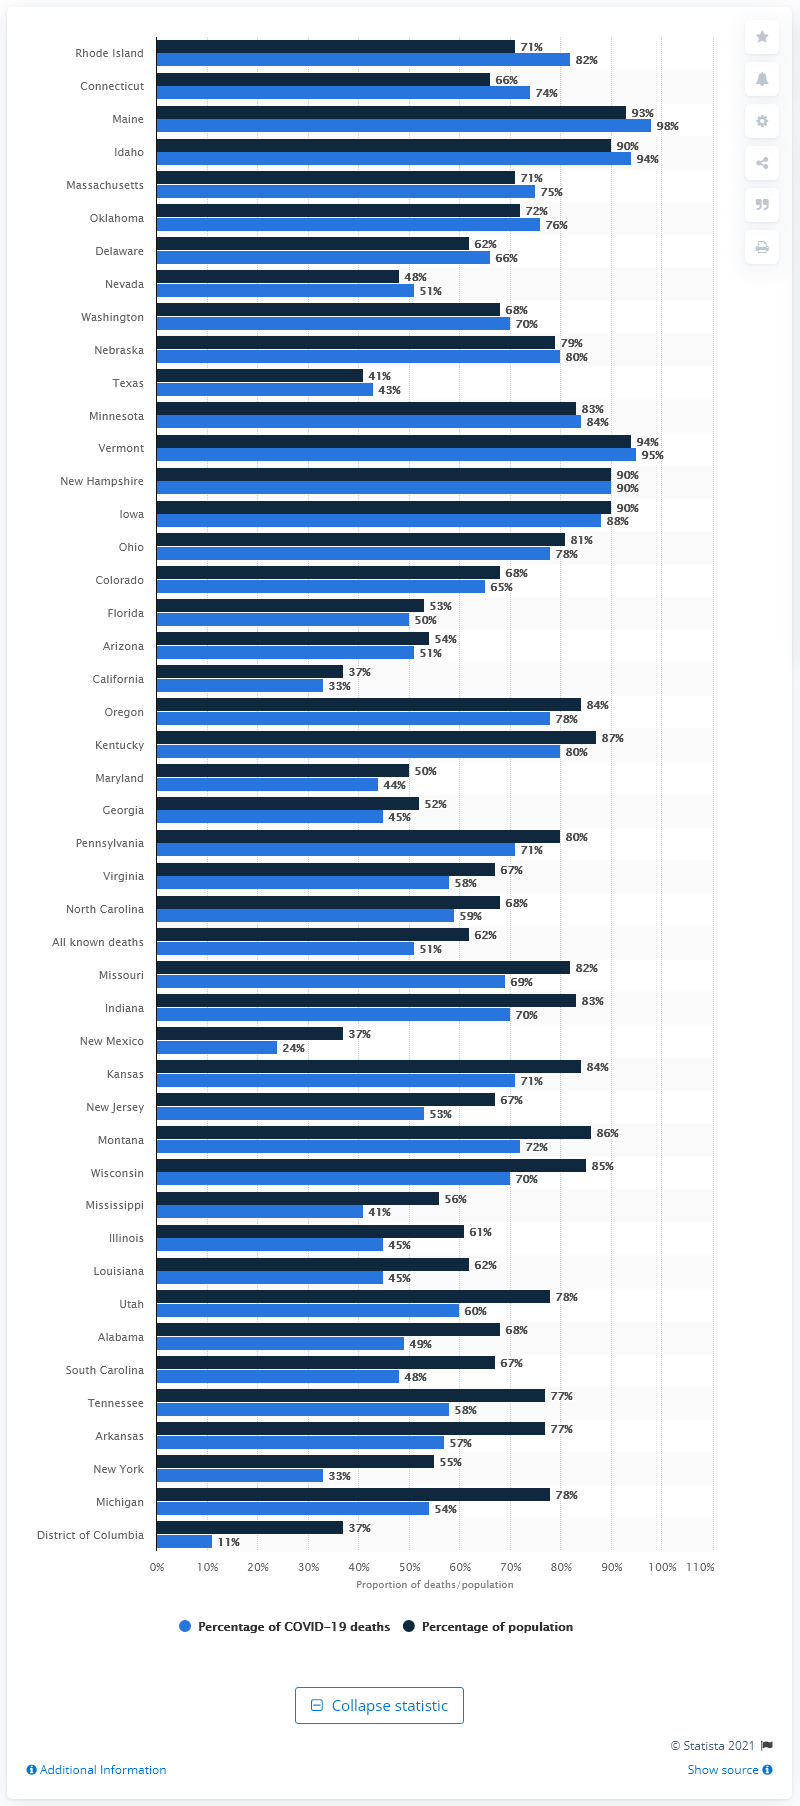 Rhode Island 71%
82%
Connecticut 66%
74%
Maine 93%
98%
Idaho 90%
94%
Massachusetts 71%
75%
Oklahoma 72%
76%
Delaware 62%
66%
Nevada 48%
51%
Washington 68%
70%
Nebraska 79%
80%
Texas 41%
43%
Minnesota 83%
84%
Vermont 94%
95%
New Hampshire 90%
90%
Iowa 90%
88%
Ohio 81%
78%
Colorado 68%
65%
Florida 53%
50%
Arizona 54%
51%
California 37%
33%
Oregon 84%
78%
Kentucky 87%
80%
Maryland 50%
44%
Georgia 52%
45%
Pennsylvania 80%
71%
Virginia 67%
58%
North Carolina 68%
59%
All known deaths 62%
51%
Missouri 82%
69%
Indiana 83%
70%
New Mexico 37%
24%
Kansas 84%
71%
New Jersey 67%
53%
Montana 86%
72%
Wisconsin 85%
70%
Mississippi 56%
41%
Illinois 61%
45%
Louisiana 62%
45%
Utah 78%
60%
Alabama 68%
49%
South Carolina 67%
48%
Tennessee 77%
58%
Arkansas 77%
57%
New York 55%
33%
Michigan 78%
54%
District of Columbia 37%
11%
0% 10% 20% 30% 40% 50% 60% 70% 80% 90% 100% 110%
Proportion of deaths/population
Percentage of COVID-19 deaths Percentage of population
Collapse statistic
© Statista 2021
Additional Information Show source